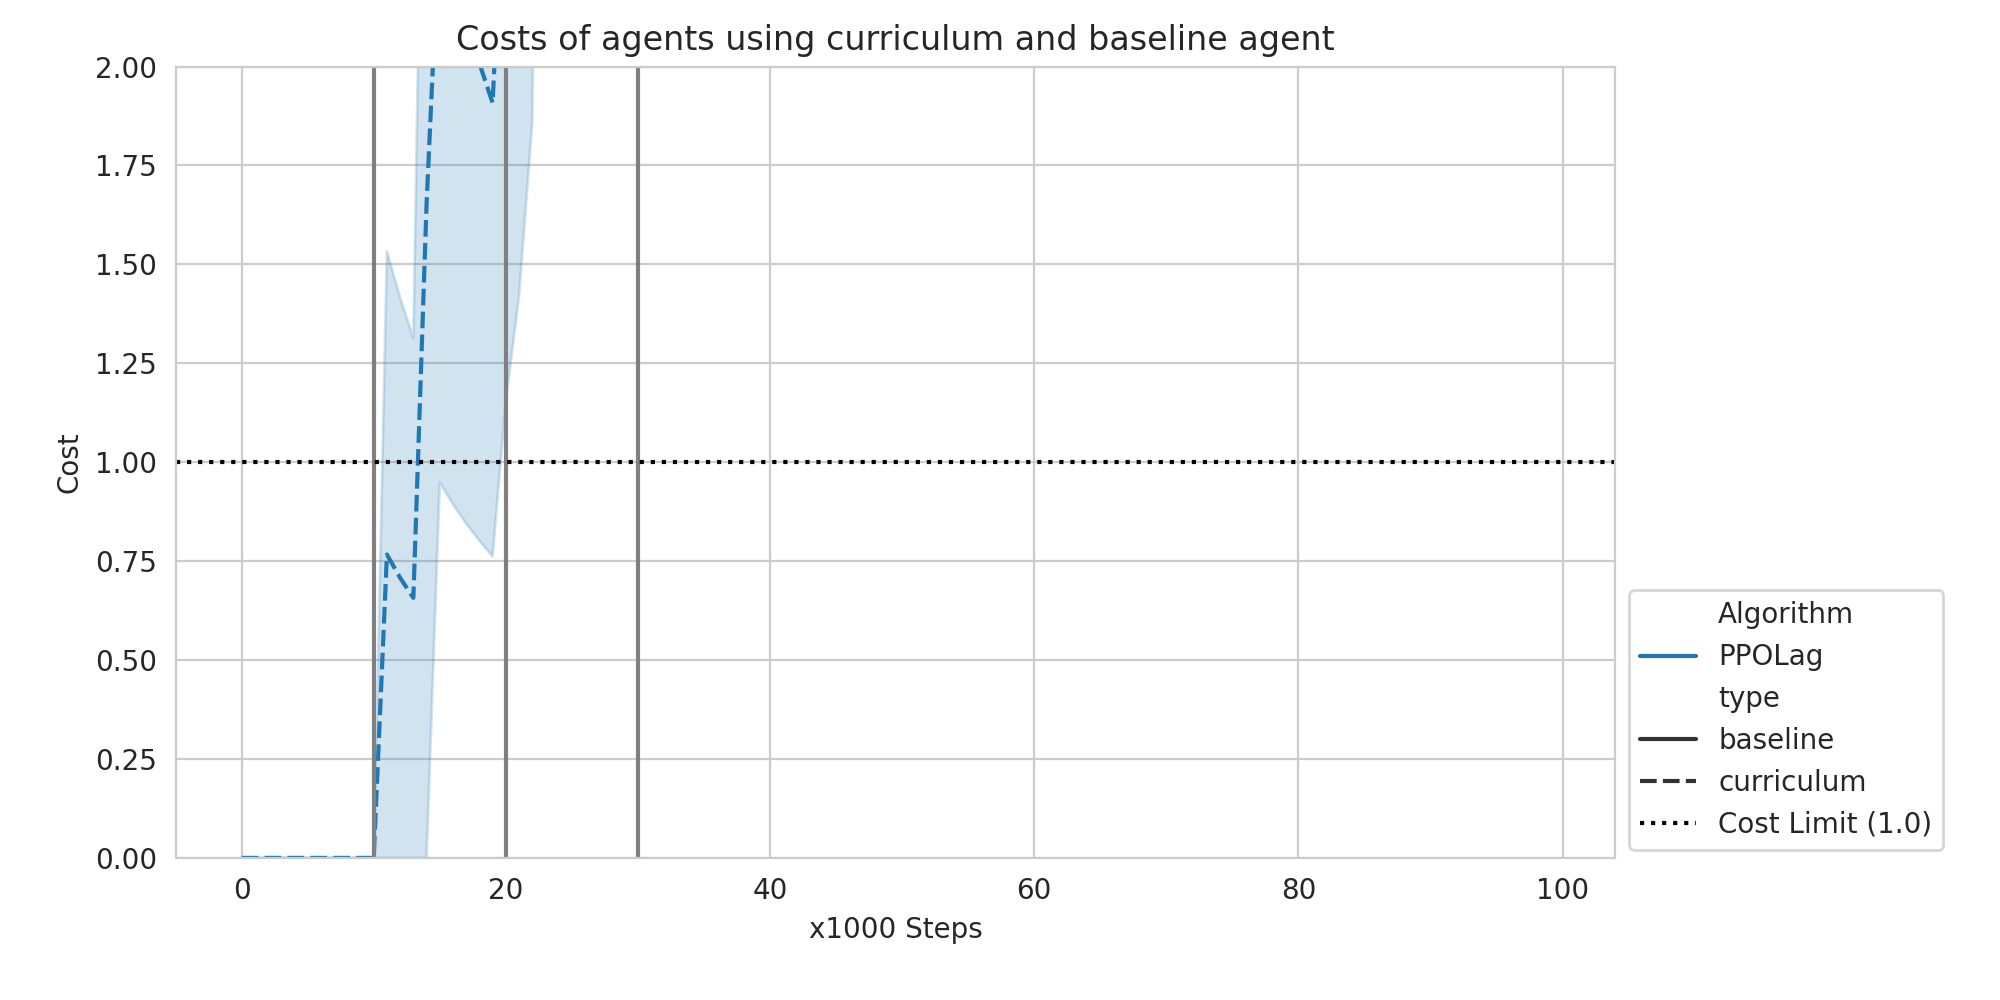 Costs of agents using curriculum and baseline agent
2.00
1.75
1.50
1.25
1.00
0.75
0.50
0.25
0.00
Cost
0 20 40 60 80 100
x1000 Steps
Algorithm
PPOLag
type
baseline
curriculum
Cost Limit (1.0)